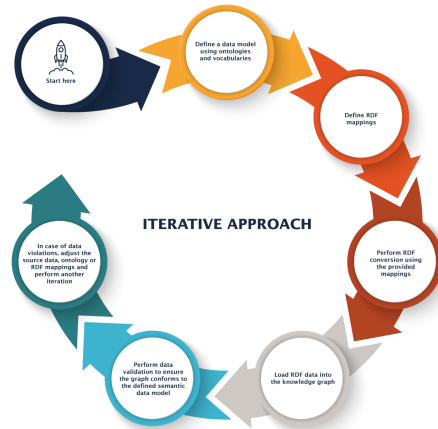 Start here
Define a data model
using ontologies
and vocabularies
Define RDF
mappings
Perform RDF
conversion using
the provided
mappings
Load RDF data into
the knowledge graph
Perform data
validation to ensure
the graph conforms to
the defined semantic
data model
In case of data
violations, adjust the
source data, ontology or
RDF mappings and
perform another
iteration
ITERATIVE APPROACH